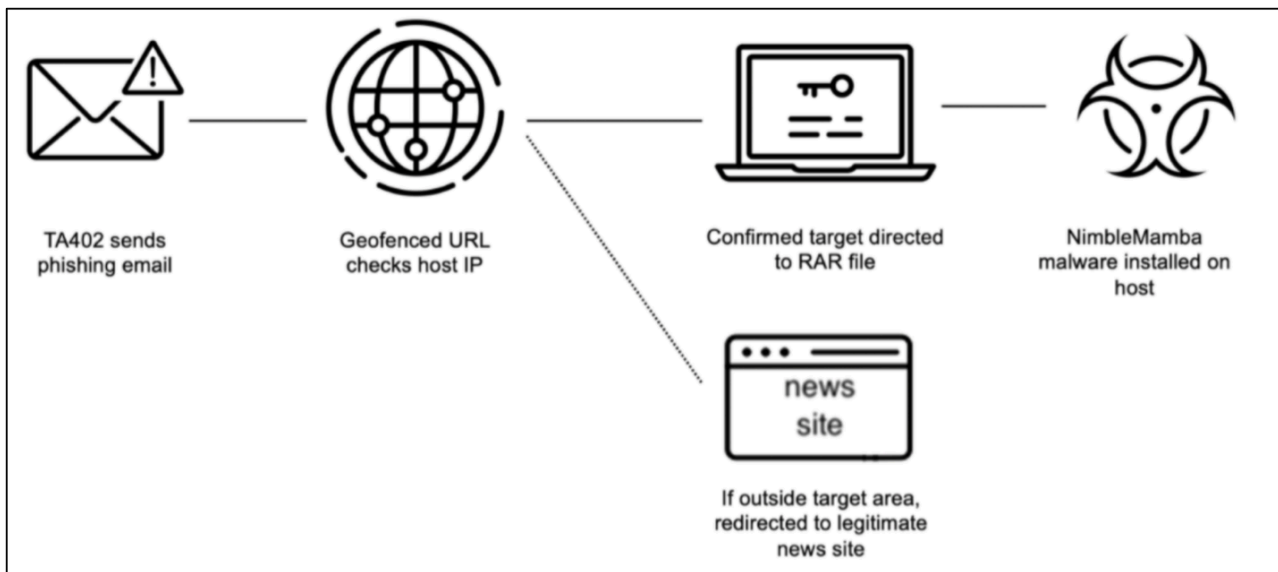 TA402 sends
phishing email
Geofenced URL
checks host IP
Confirmed target directed
to RAR file
NimbleMamba
malware installed on
host
news
site
If outside target area,
redirected to legitimate
news site